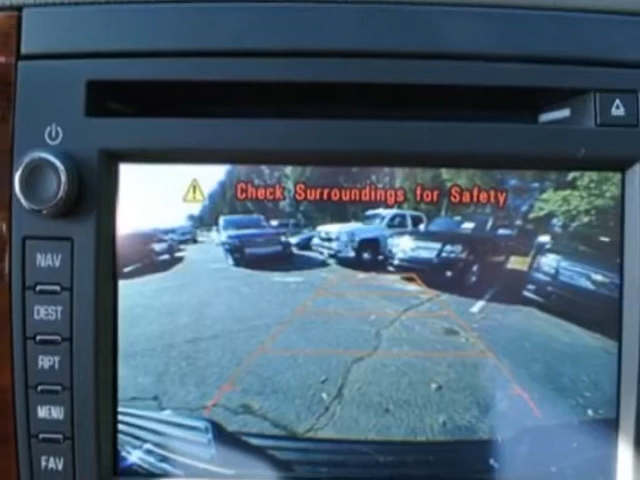 Check Surroundings for Safety
NAV
DEST
RPT
MENU
FAV